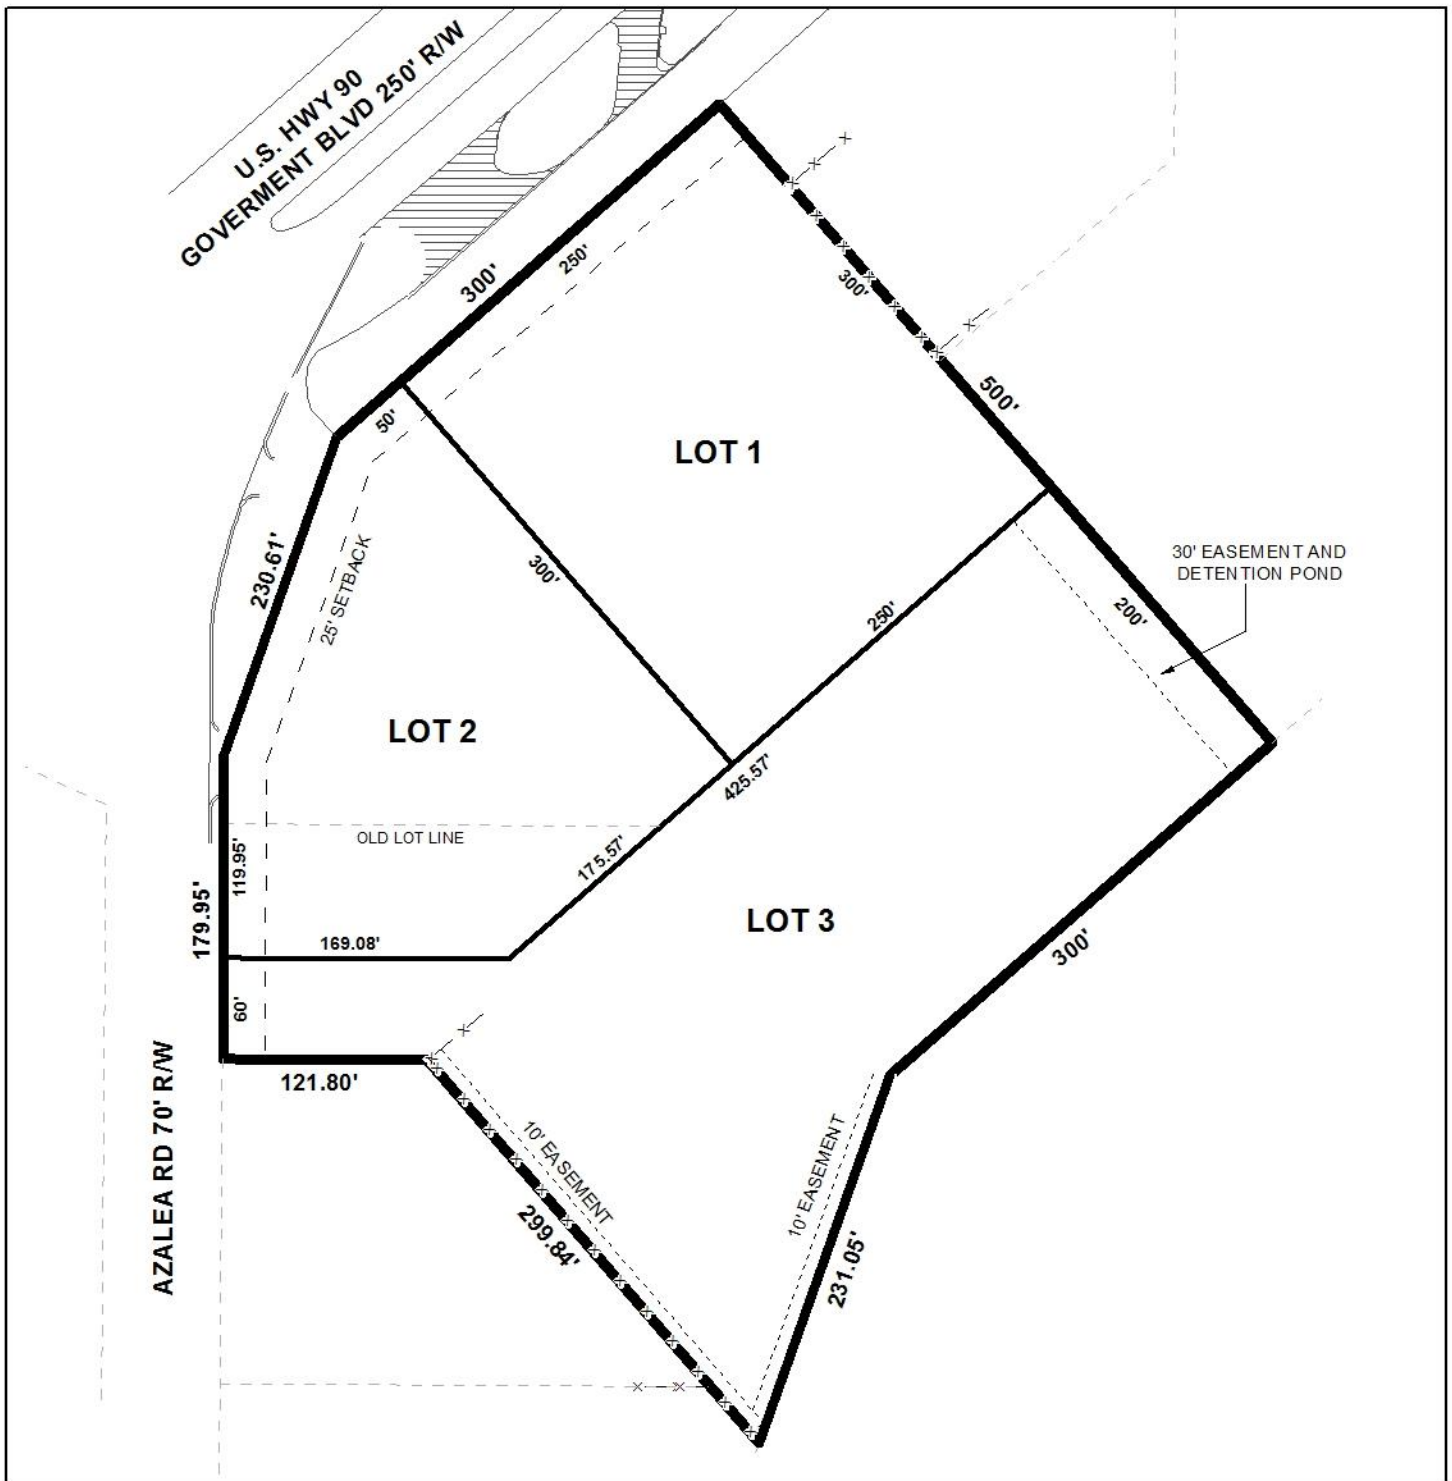 U.S. HWY 90
GOVERMENT BLVD 250' R/W
300'
250'
50'
300'
500'
LOT 1
230.61'
25' SETBACK
300'
250'
30' EASEMENT AND
DETENTION POND
200'
LOT 2
425.57'
OLD LOT LINE
175.57'
119.95'
179.95'
LOT 3
169.08'
300'
60'
121.80'
AZALEA RD 70' R/W
10' EASEMENT
299.84'
10' EASEMENT
231.05'